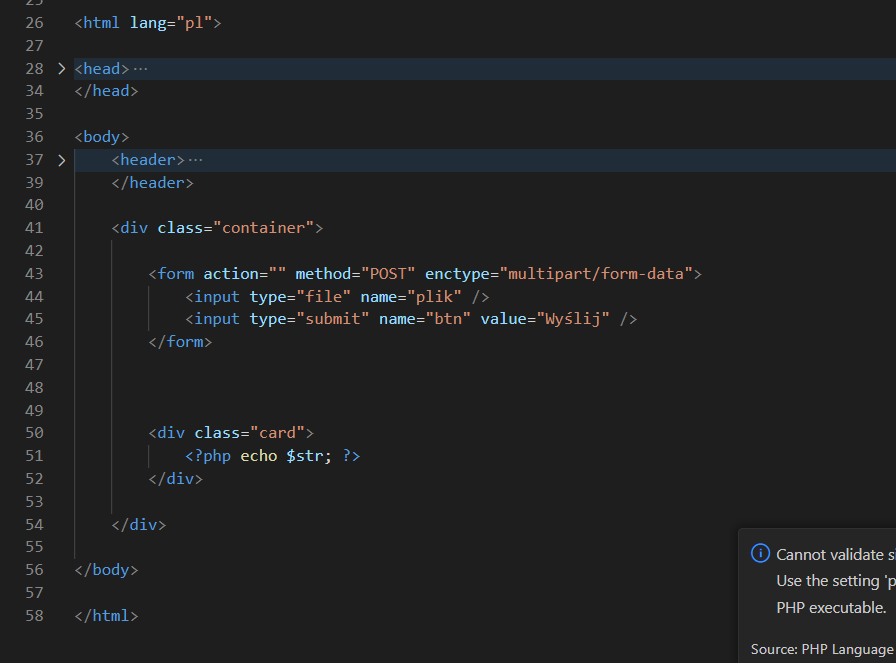 25
26 <html lang="pl">
27
28 <head>…
34 </head>
35
36 <body>
37 <header>…
39 </header>
40
41 <div class="container">
42
43 <form action="" method="POST" enctype="multipart/form-data">
44 <input type="file" name="plik" />
45 <input type="submit" name="btn" value="Wyślij" />
46 </form>
47
48
49
50 <div class="card">
51 <?php echo $str; ?>
52 </div>
53
54 </div>
55
56 </body>
57
58 </html>
Cannot validate
Use the setting
PHP executable.
Source: PHP Language